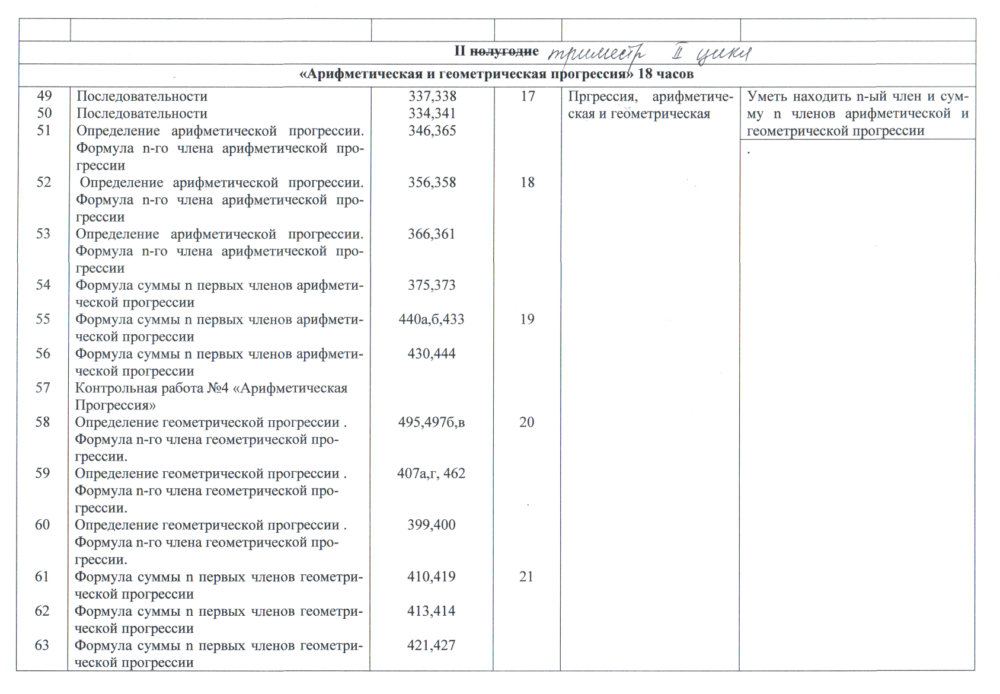 II полугодие триместр II цикл
«Арифметическая и геометрическая прогрессия» 18 часов
49 Последовательности 337,338 17 Пргрессия, арифметиче- Уметь находить n-ый член и сум-
50 Последовательности 334,341 ская и геометрическая му n членов арифметической и
51 Определение арифметической прогрессии. 346,365 геометрической прогрессии
Формула n-го члена арифметической про- .
грессии
52 Определение арифметической прогрессии. 356,358 18
Формула n-го члена арифметической про-
грессии
53 Определение арифметической прогрессии. 366,361
Формула n-го члена арифметической про-
грессии
54 Формула суммы n первых членов арифмети- 375,373
ческой прогрессии
55 Формула суммы n первых членов арифмети- 440а,б,433 19
ческой прогрессии
56 Формула суммы n первых членов арифмети- 430,444
ческой прогрессии
57 Контрольная работа №4 «Арифметическая
Прогрессия»
58 Определение геометрической прогрессии . 495,497б,в 20
Формула n-го члена геометрической про-
грессии.
59 Определение геометрической прогрессии . 407а,г, 462
Формула n-го члена геометрической про-
грессии.
60 Определение геометрической прогрессии . 399,400
Формула n-го члена геометрической про-
грессии.
61 Формула суммы n первых членов геометри- 410,419 21
ческой прогрессии
62 Формула суммы n первых членов геометри- 413,414
ческой прогрессии
63 Формула суммы n первых членов геометри- 421,427
ческой прогрессии